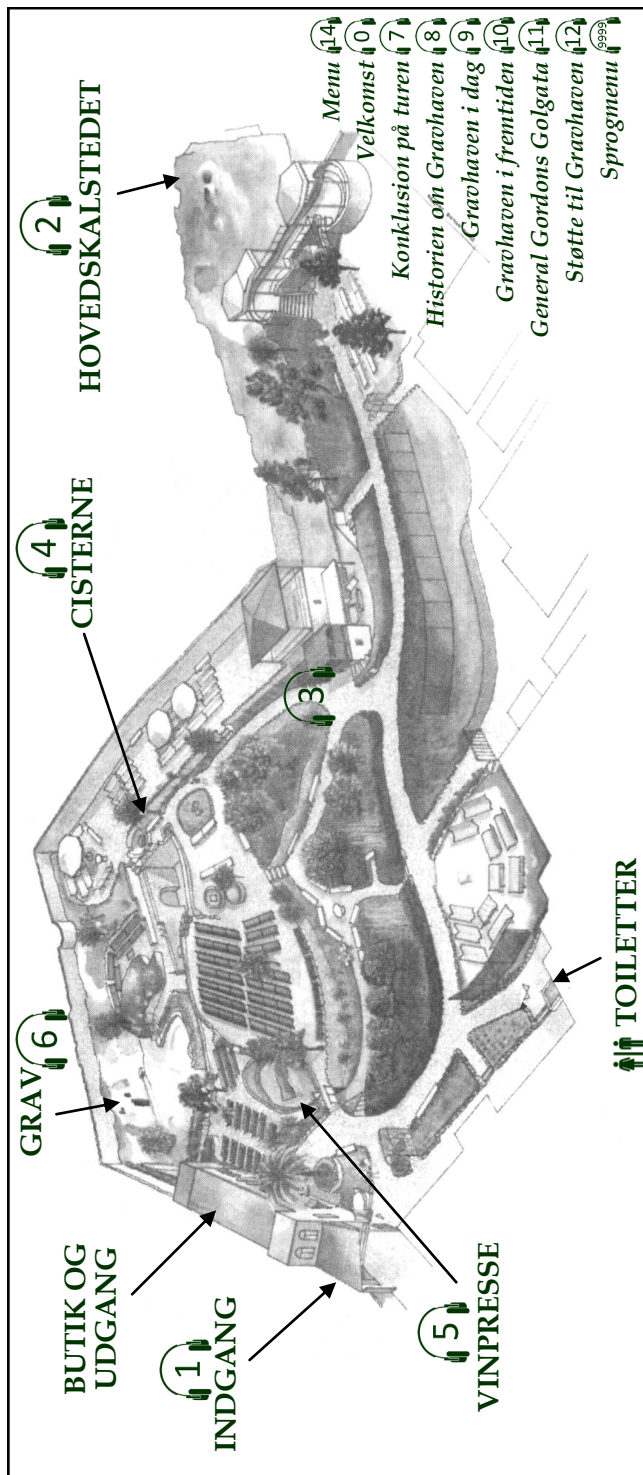 BUTIK OG
UDGANG
1
INDGANG
GRAV
6
4
CISTERNE
2
HOVEDSKALSTEDET
3
5
VINPRESSE
TOILETTER
Menu 14
Velkomst 0
Konklusion på turen 7
Historien om Gravhaven 8
Gravhaven i dag 9
Gravhaven i fremtiden 10
General Gordons Golgata 11
Støtte til Gravhaven 12
Sprogmenu 9999